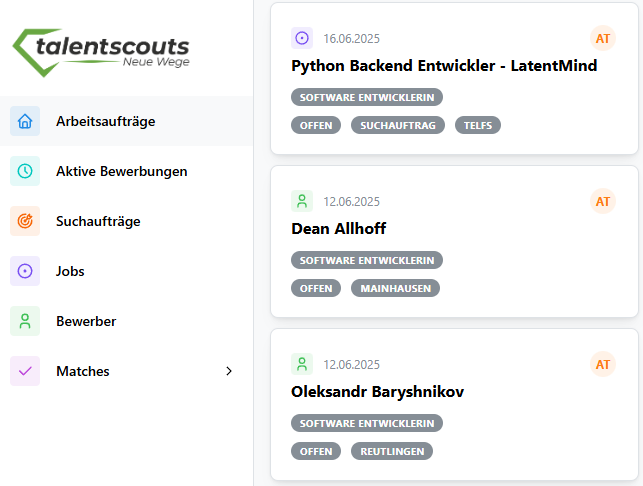 talentscouts
Neue Wege
Arbeitsaufträge
Aktive Bewerbungen
Suchaufträge
Jobs
Bewerber
Matches
16.06.2025
AT
Python Backend Entwickler - LatentMind
SOFTWARE ENTWICKLERIN
OFFEN SUCHAUFTRAG TELFS
12.06.2025
AT
Dean Allhoff
SOFTWARE ENTWICKLERIN
OFFEN MAINHAUSEN
12.06.2025
AT
Oleksandr Baryshnikov
SOFTWARE ENTWICKLERIN
OFFEN REUTLINGEN